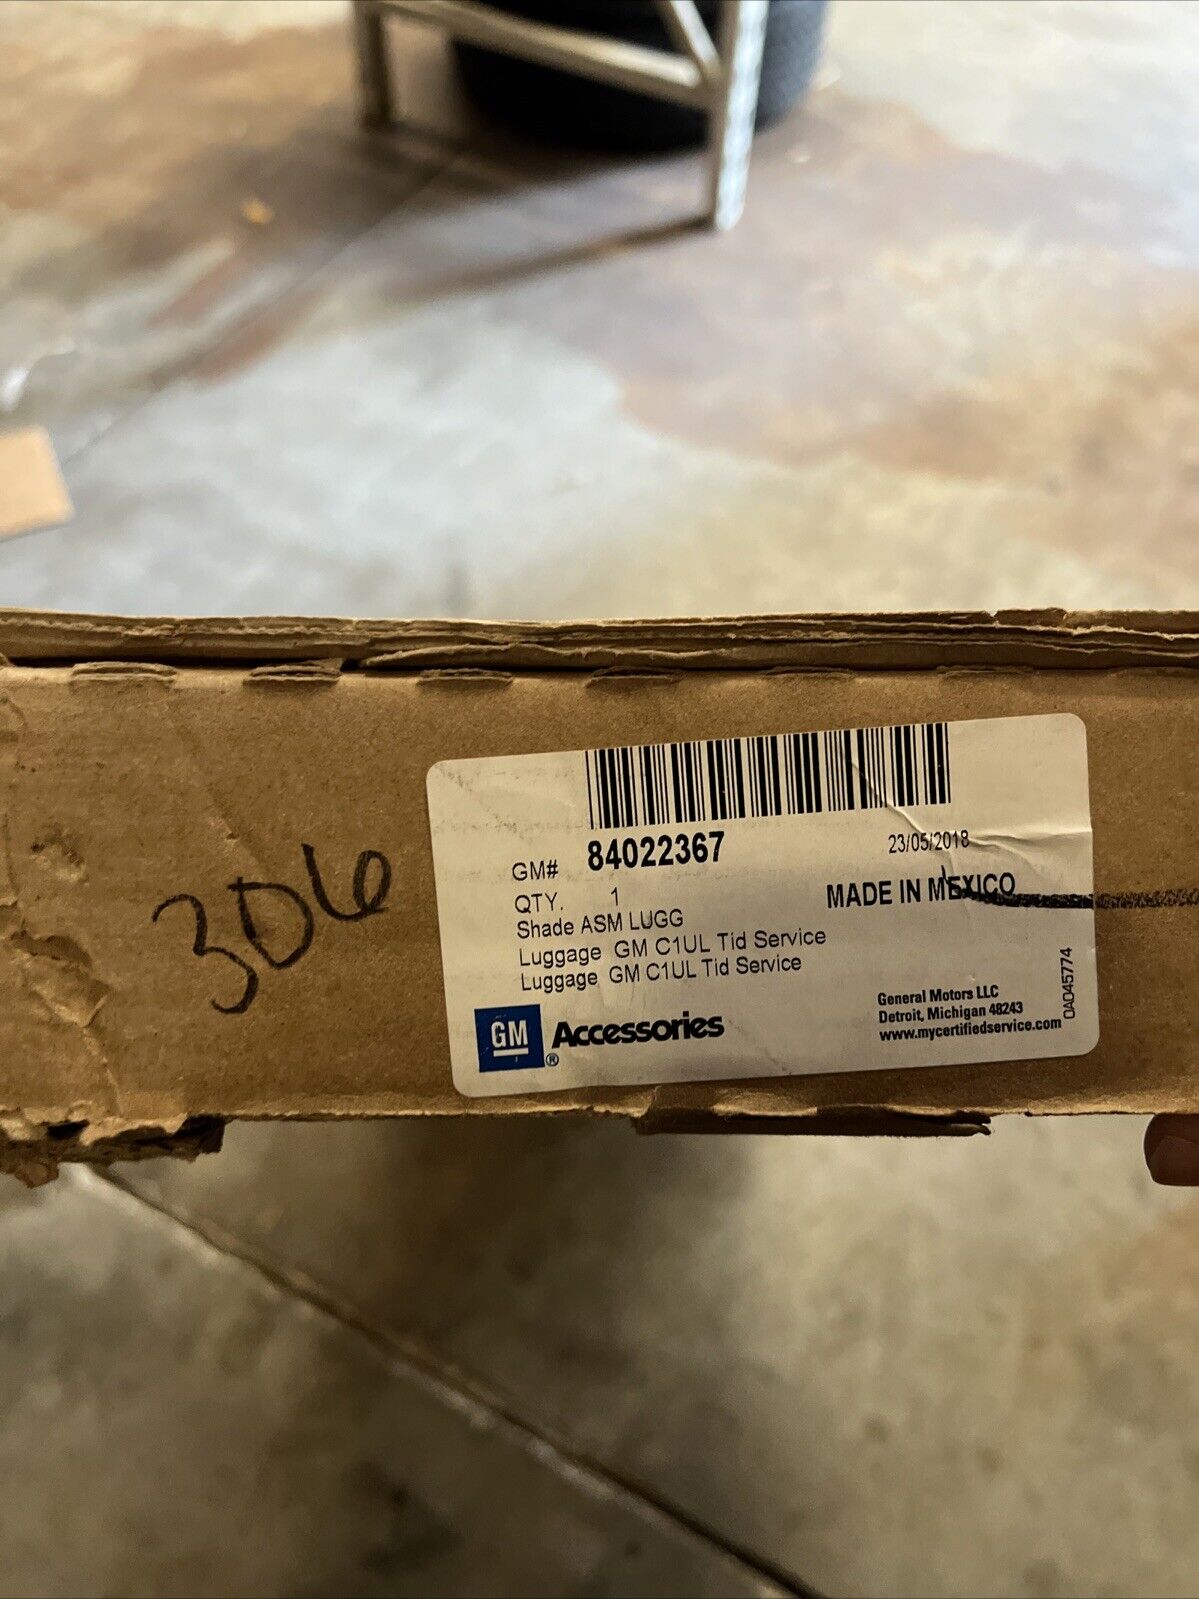 306
GM# 84022367
23/05/2018
QTY. 1
MADE IN MEXICO
Shade ASM LUGG
Luggage GM C1UL Tid Service
Luggage GM C1UL Tid Service
GM® Accessories
General Motors LLC
Detroit, Michigan 48243
www.mycertifiedservice.com
0A045774